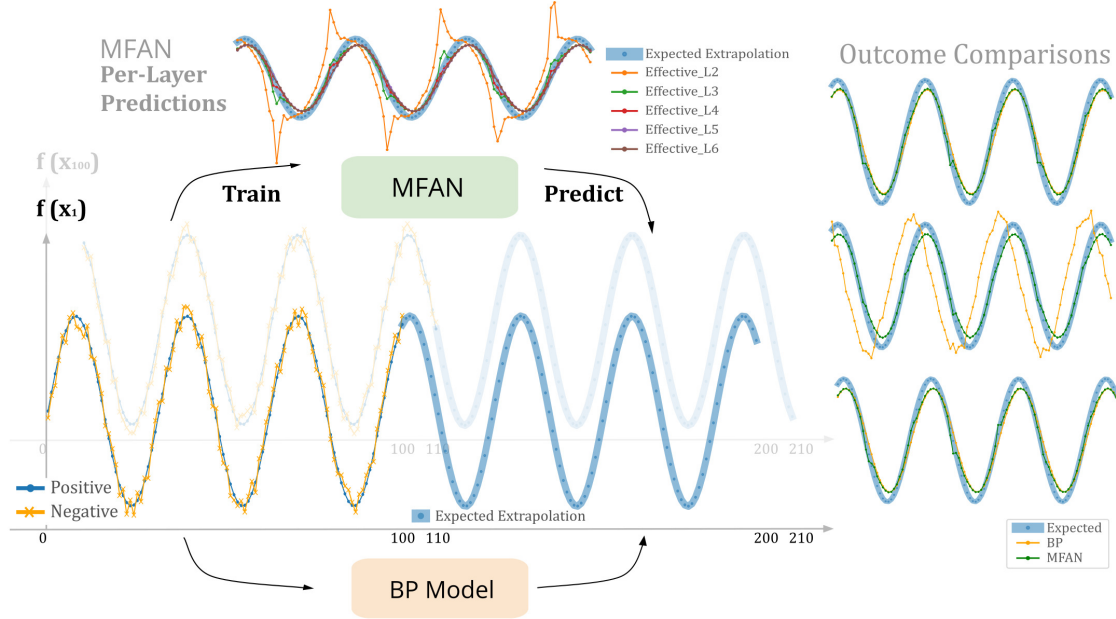 MFAN
Per-Layer
Predictions
Expected Extrapolation
Effective_L2
Effective_L3
Effective_L4
Effective_L5
Effective_L6
Outcome Comparisons
f (x₁₀₀)
f (x₁)
Train
MFAN
Predict
0
100 110
200 210
Positive
Negative
Expected Extrapolation
0
100 110
200 210
BP Model
Expected
BP
MFAN